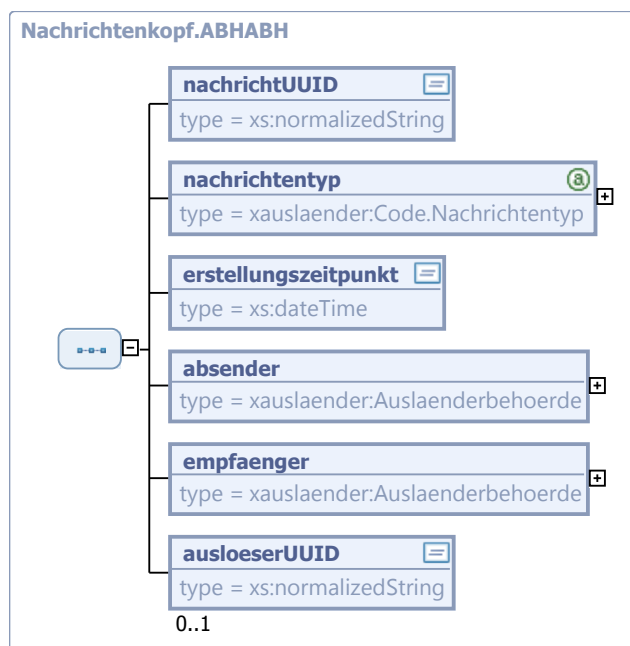 Nachrichtenkopf.ABHABH
nachrichtUUID
type = xs:normalizedString
nachrichtentyp
type = xauslaender:Code.Nachrichtentyp
erstellungszeitpunkt
type = xs:dateTime
absender
type = xauslaender:Auslaenderbehoerde
empfaenger
type = xauslaender:Auslaenderbehoerde
ausloeserUUID
type = xs:normalizedString
0..1